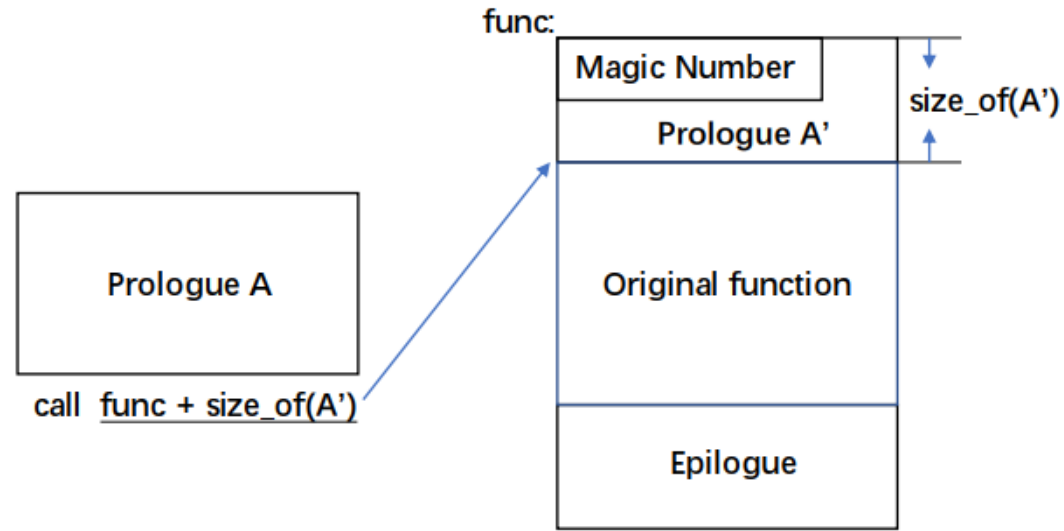 func:
Magic Number
size_of(A’)
Prologue A’
Prologue A
Original function
call func + size_of(A’)
Epilogue